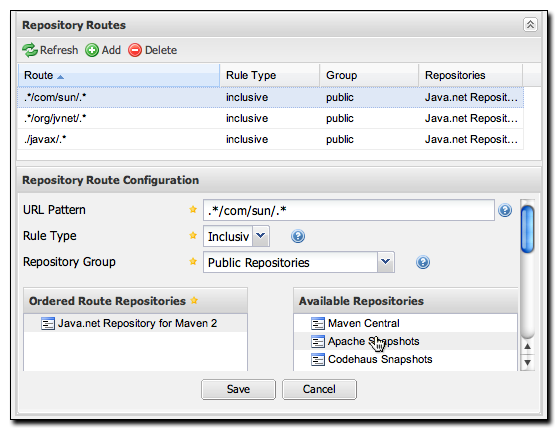 Repository Routes
Refresh Add Delete
Route Rule Type Group Repositories
.*/com/sun/.* inclusive public Java.net Reposit...
.*/org/jvnet/.* inclusive public Java.net Reposit...
./javax/.* inclusive public Java.net Reposit...
Repository Route Configuration
URL Pattern .*/com/sun/.*
Rule Type Inclusiv
Repository Group Public Repositories
Ordered Route Repositories Available Repositories
Java.net Repository for Maven 2 Maven Central
Apache Snapshots
Codehaus Snapshots
Save Cancel